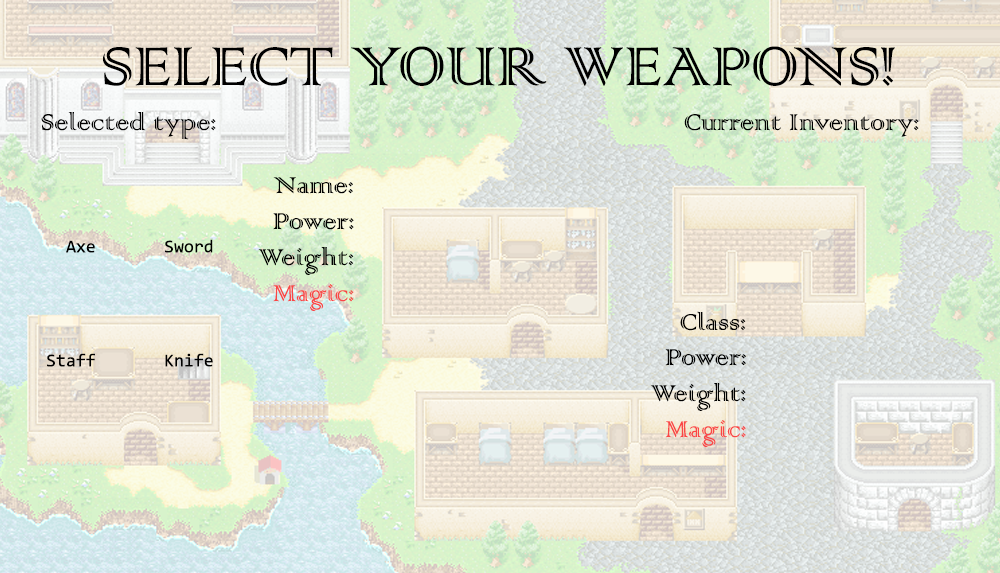 SELECT YOUR WEAPONS!
Selected type:
Current Inventory:
Name:
Power:
Weight:
Magic:
Axe
Sword
Staff
Knife
Class:
Power:
Weight:
Magic: